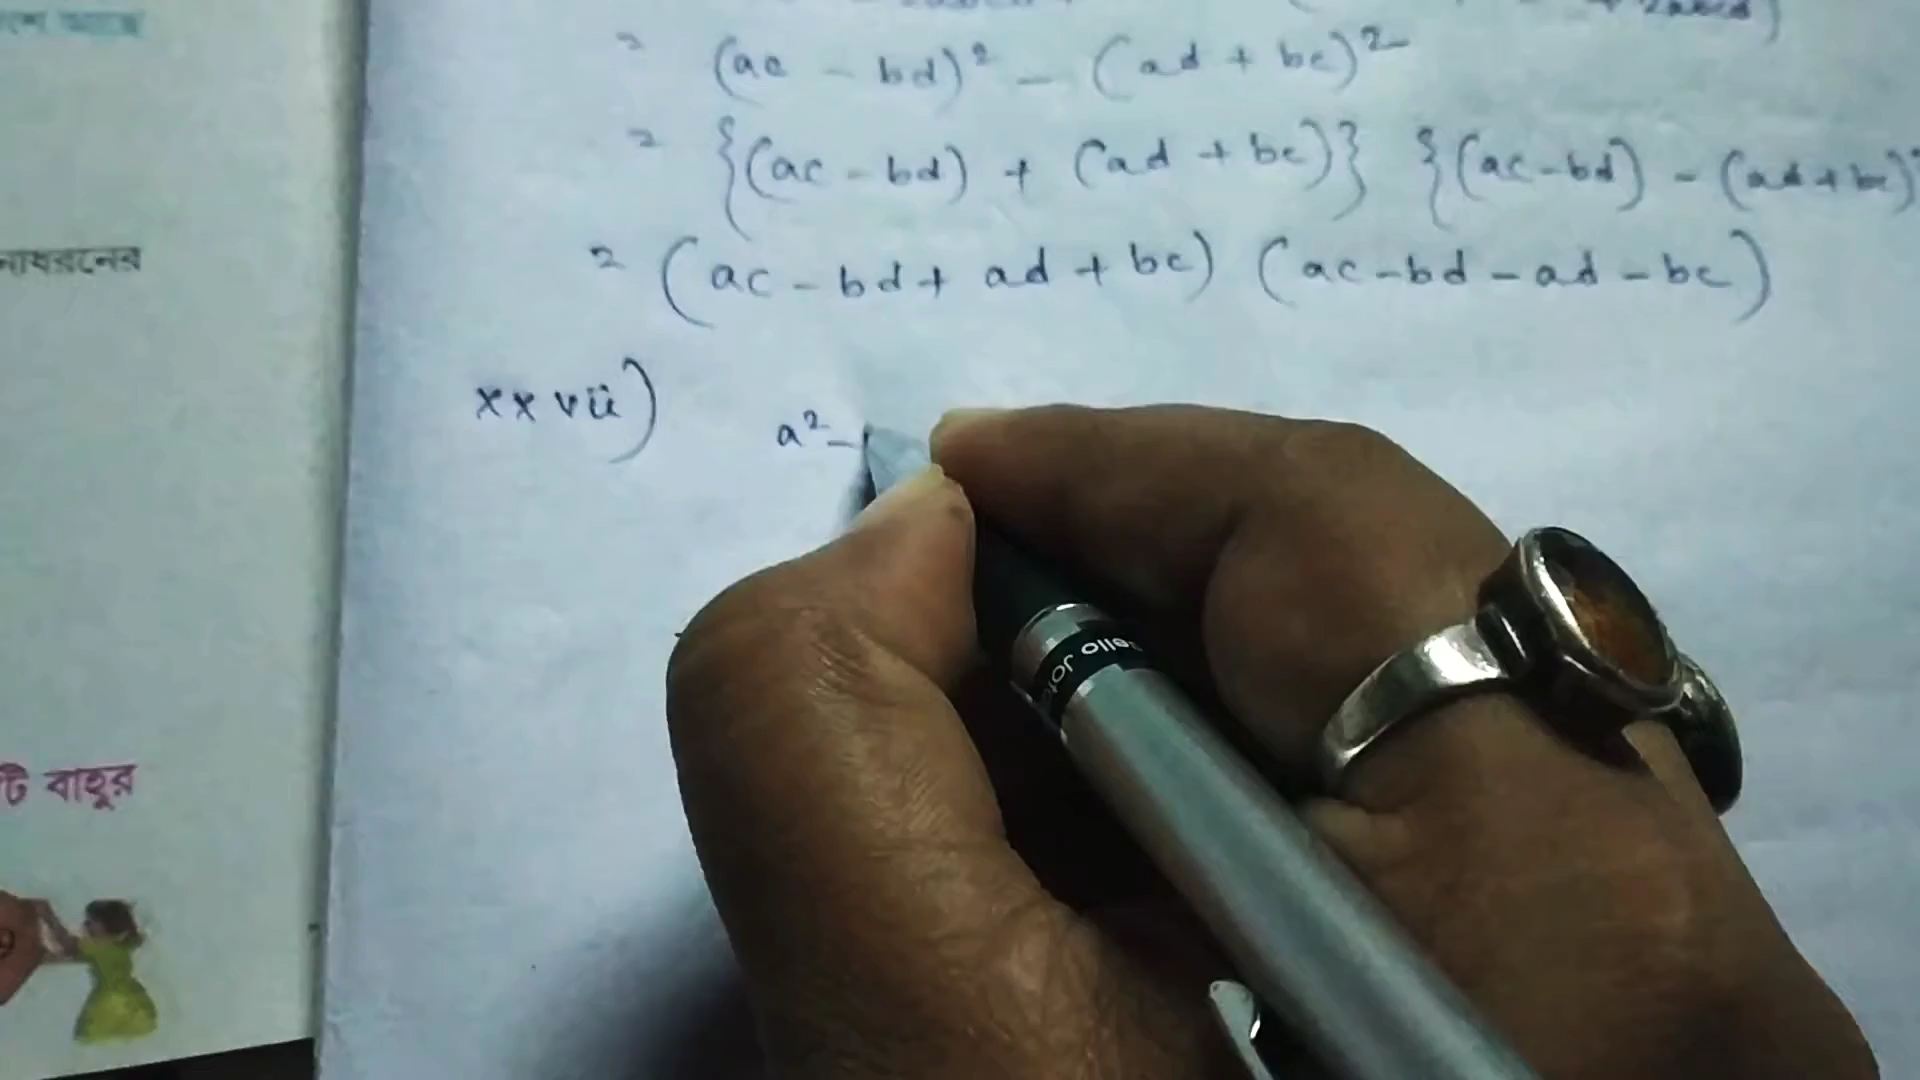 (ac - bd)² - (ad + bc)²
= {(ac - bd) + (ad + bc)} {(ac-bd) - (ad+bc)
= (ac - bd + ad + bc) (ac-bd - ad - bc)
xxvii) a² -
টি বাহুর